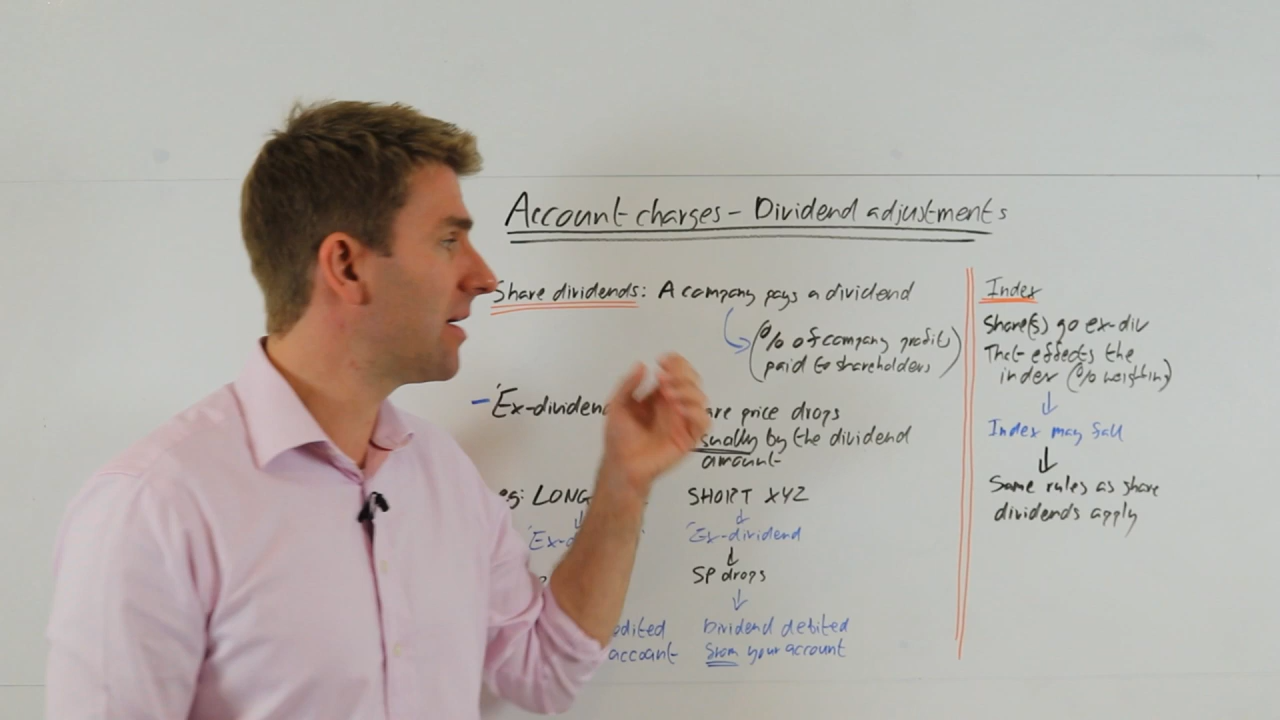 Account charges - Dividend adjustments
Share dividends: A company pays a dividend
(% of company profit
paid to shareholders)
- 'Ex-dividend
price drops
usually by the dividend
amount
eg: LONG
SHORT XYZ
'Ex-dividend
SP drops
Dividend debited
from your account
account
Index
Share(s) go ex-div
That effects the
index (% weighting)
Index may fall
Same rules as share
dividends apply